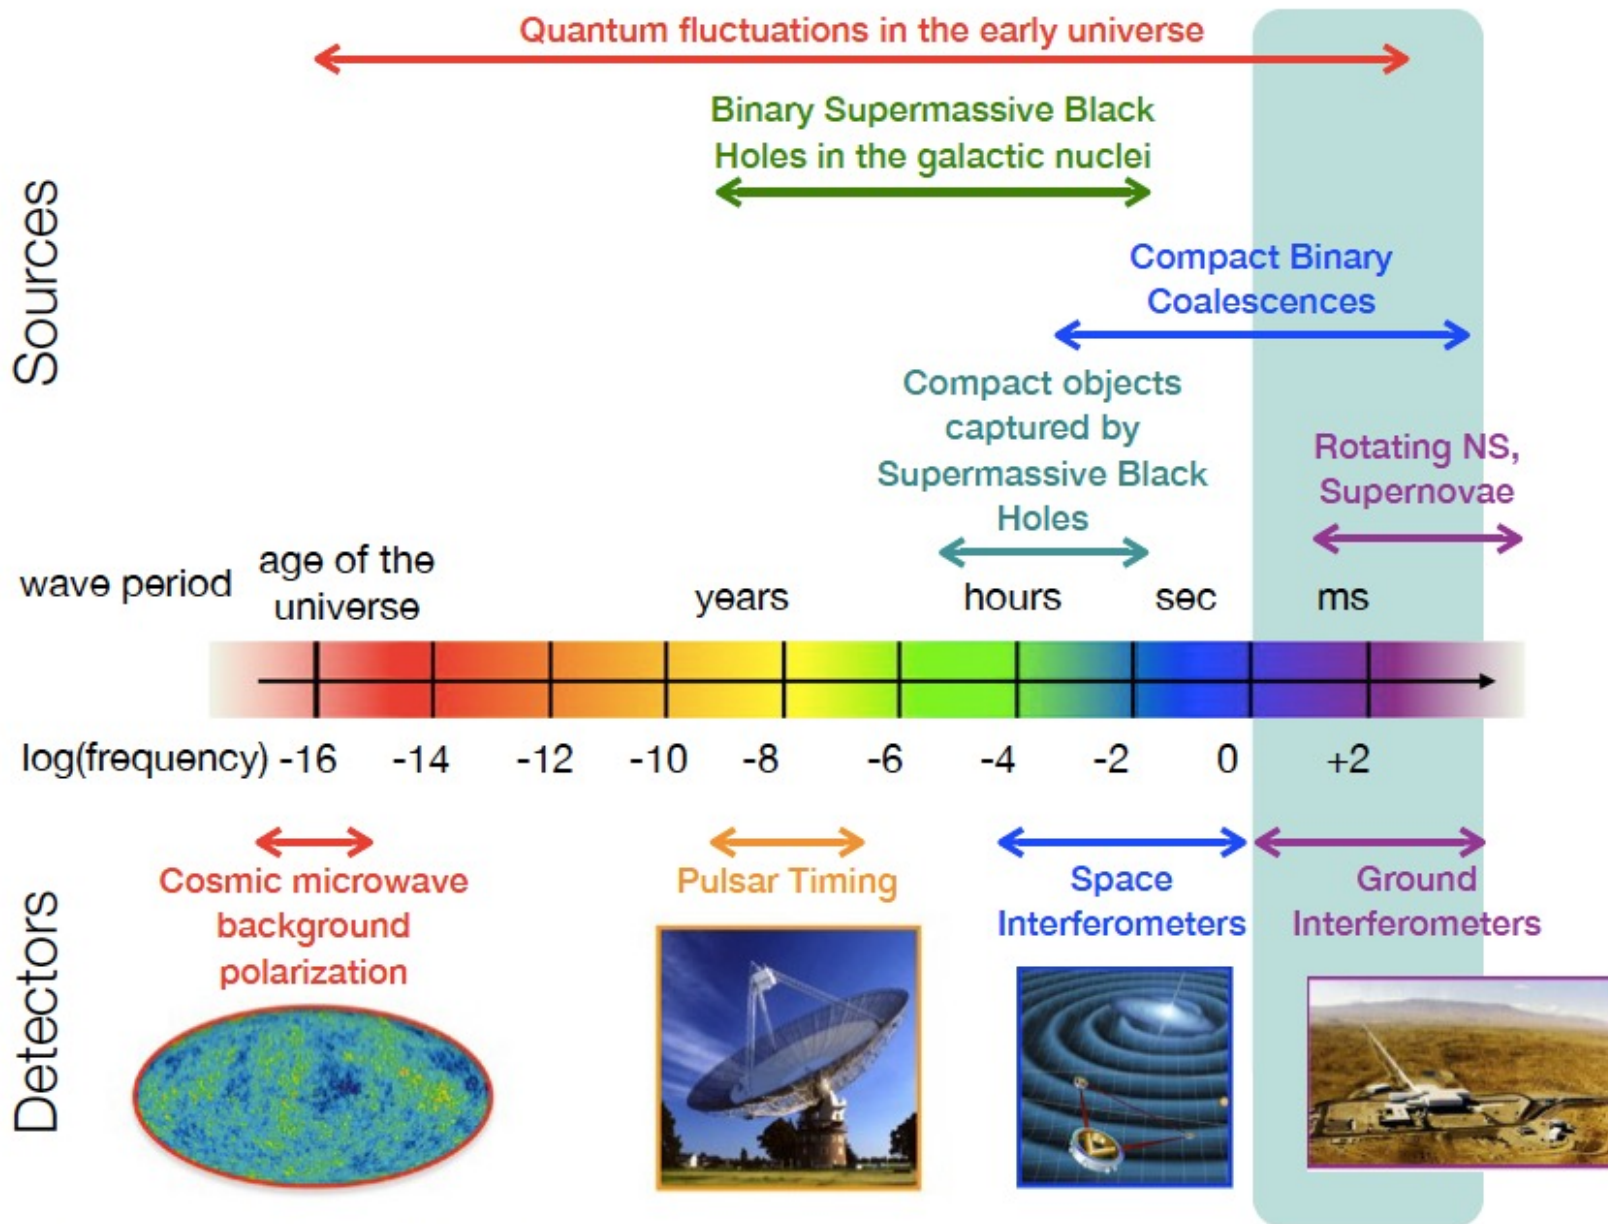 Quantum fluctuations in the early universe
Binary Supermassive Black
Holes in the galactic nuclei
Compact Binary
Coalescences
Compact objects
captured by
Supermassive Black
Holes
Rotating NS,
Supernovae
Sources
wave period
age of the
universe
years
hours
sec
ms
log(frequency) -16 -14 -12 -10 -8 -6 -4 -2 0 +2
Detectors
Cosmic microwave
background
polarization
Pulsar Timing
Space
Interferometers
Ground
Interferometers